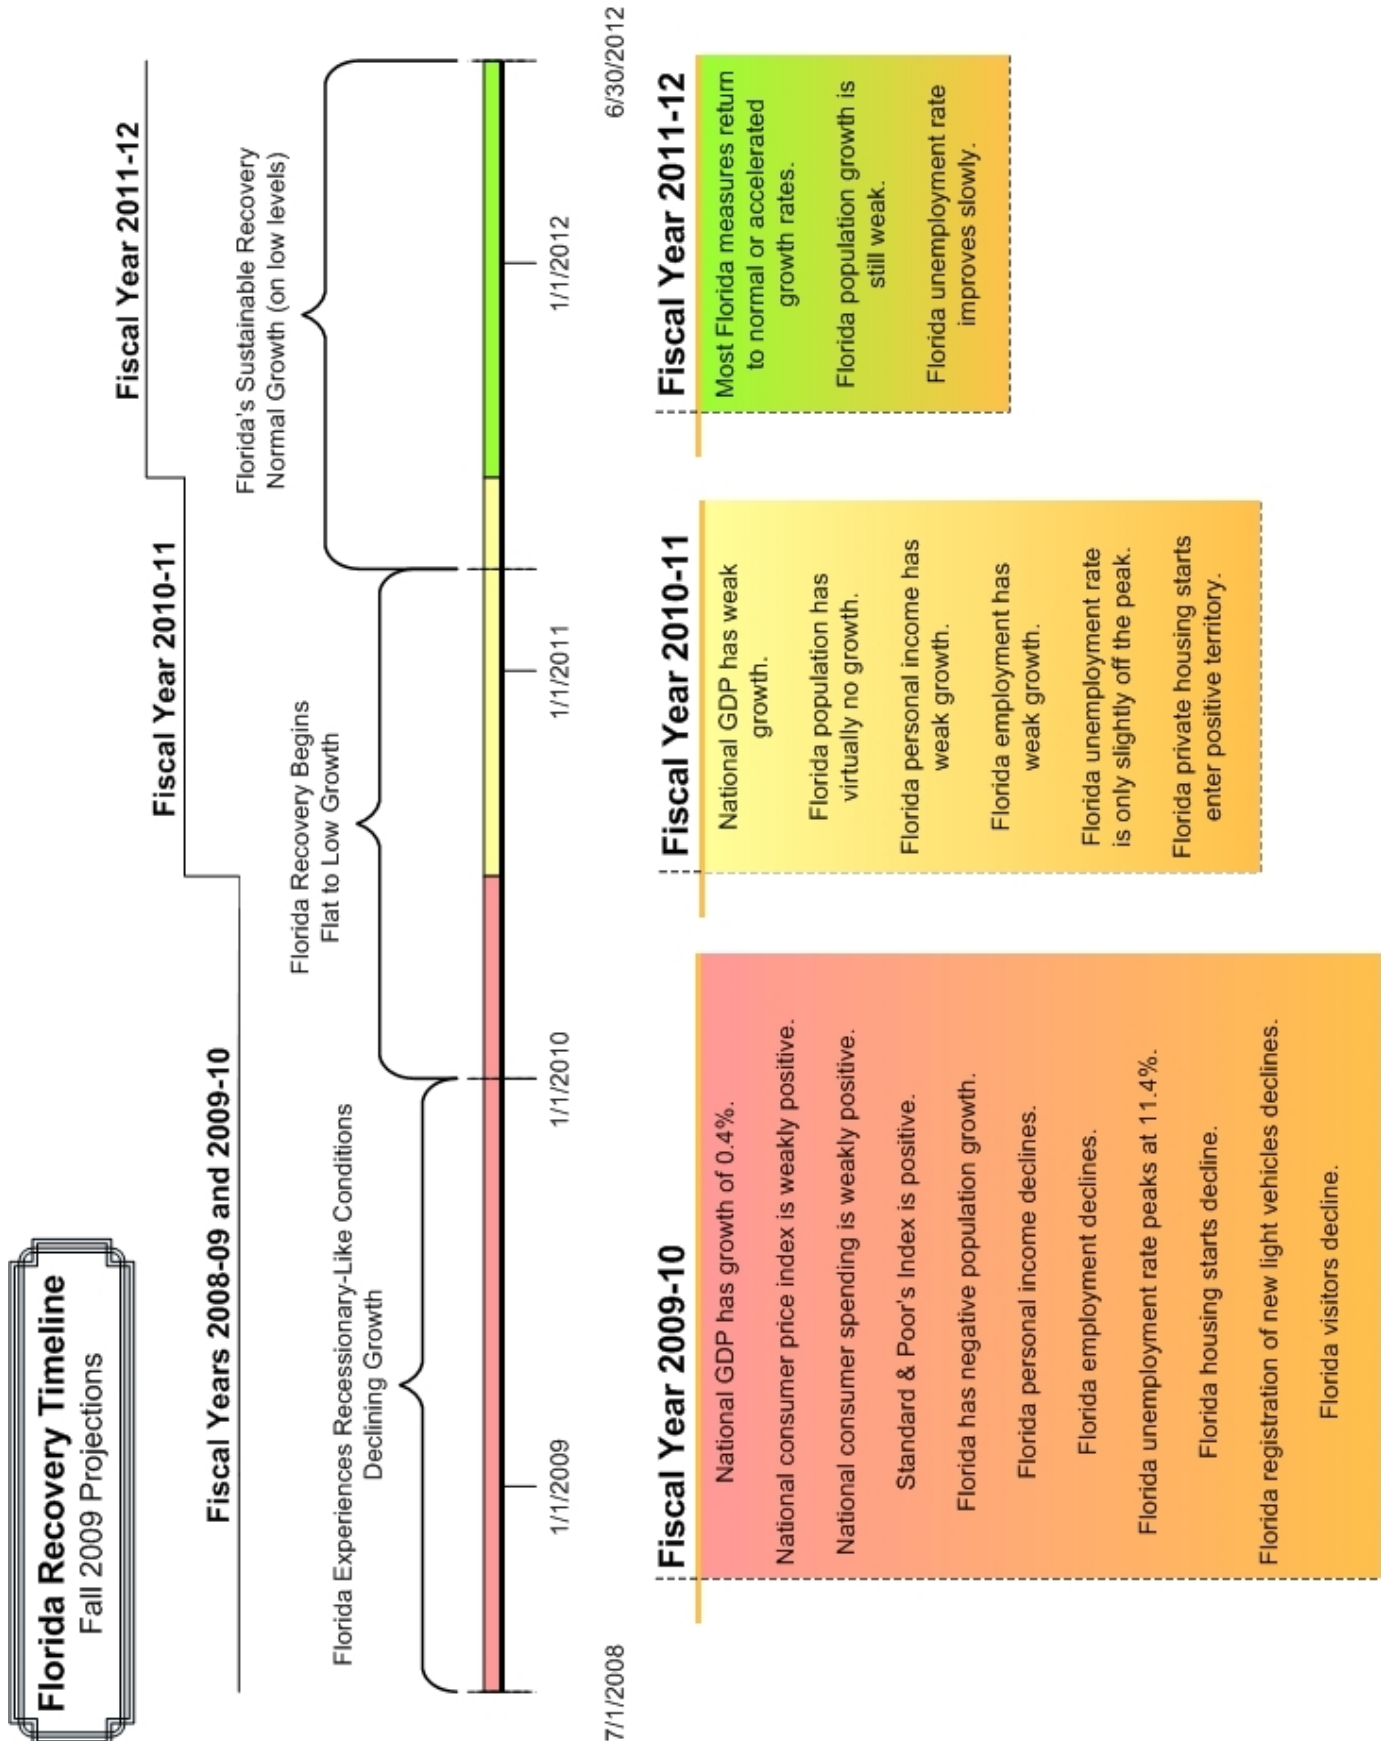 Florida Recovery Timeline
Fall 2009 Projections
Fiscal Years 2008-09 and 2009-10
Fiscal Year 2010-11
Fiscal Year 2011-12
Florida Experiences Recessionary-Like Conditions
Declining Growth
Florida Recovery Begins
Flat to Low Growth
Florida's Sustainable Recovery
Normal Growth (on low levels)
7/1/2008
1/1/2009
1/1/2010
1/1/2011
1/1/2012
6/30/2012
Fiscal Year 2009-10
National GDP has growth of 0.4%.
National consumer price index is weakly positive.
National consumer spending is weakly positive.
Standard & Poor's Index is positive.
Florida has negative population growth.
Florida personal income declines.
Florida employment declines.
Florida unemployment rate peaks at 11.4%.
Florida housing starts decline.
Florida registration of new light vehicles declines.
Florida visitors decline.
Fiscal Year 2010-11
National GDP has weak
growth.
Florida population has
virtually no growth.
Florida personal income has
weak growth.
Florida employment has
weak growth.
Florida unemployment rate
is only slightly off the peak.
Florida private housing starts
enter positive territory.
Fiscal Year 2011-12
Most Florida measures return
to normal or accelerated
growth rates.
Florida population growth is
still weak.
Florida unemployment rate
improves slowly.